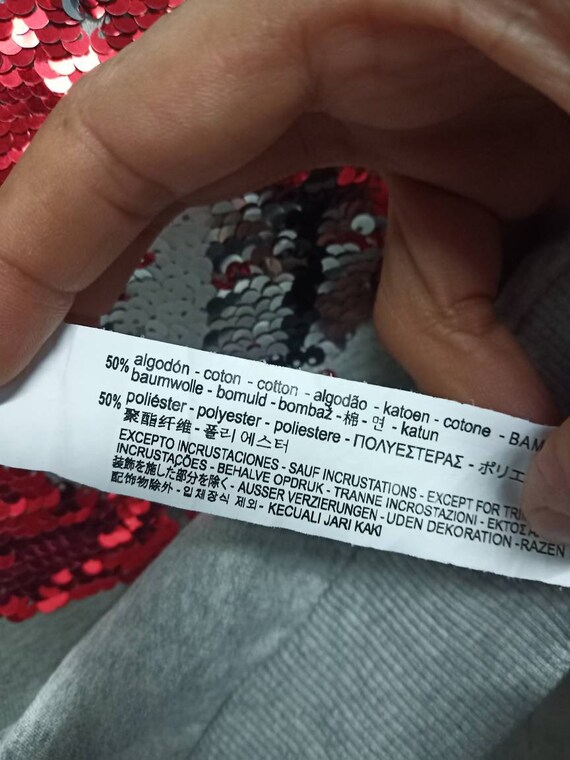 50% algodón - coton - cotton - algodão - katoen - cotone - BAM
baumwolle - bomuld - bombaž - 棉 - 면 - katun
50% poliéster - polyester - poliestere - ΠΟΛΥΕΣΤΕΡΑΣ - ポリエ
聚酯纤维 - 폴리 에스터
EXCEPTO INCRUSTACIONES - SAUF INCRUSTATIONS - EXCEPT FOR TRI
INCRUSTAÇÕES - BEHALVE OPDRUK - TRANNE INCROSTAZIONI - ΕΚΤΟΣ
装飾を施した部分を除く - AUSSER VERZIERUNGEN - UDEN DEKORATION - RAZEN
配饰物除外 - 입체장식 제외 - KECUALI JARI KAKI